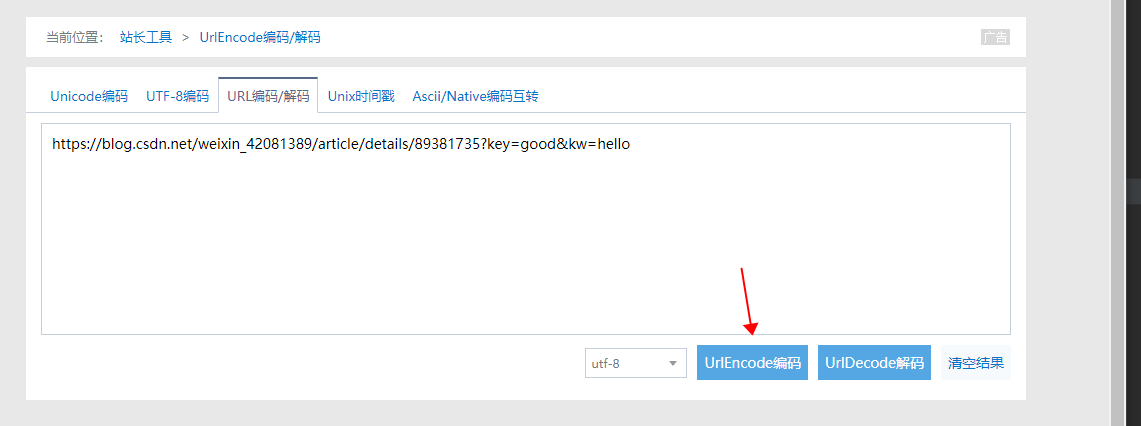 当前位置： 站长工具 > UrlEncode编码/解码 广告
Unicode编码 UTF-8编码 URL编码/解码 Unix时间戳 Ascii/Native编码互转
https://blog.csdn.net/weixin_42081389/article/details/89381735?key=good&kw=hello
utf-8 UrlEncode编码 UrlDecode解码 清空结果